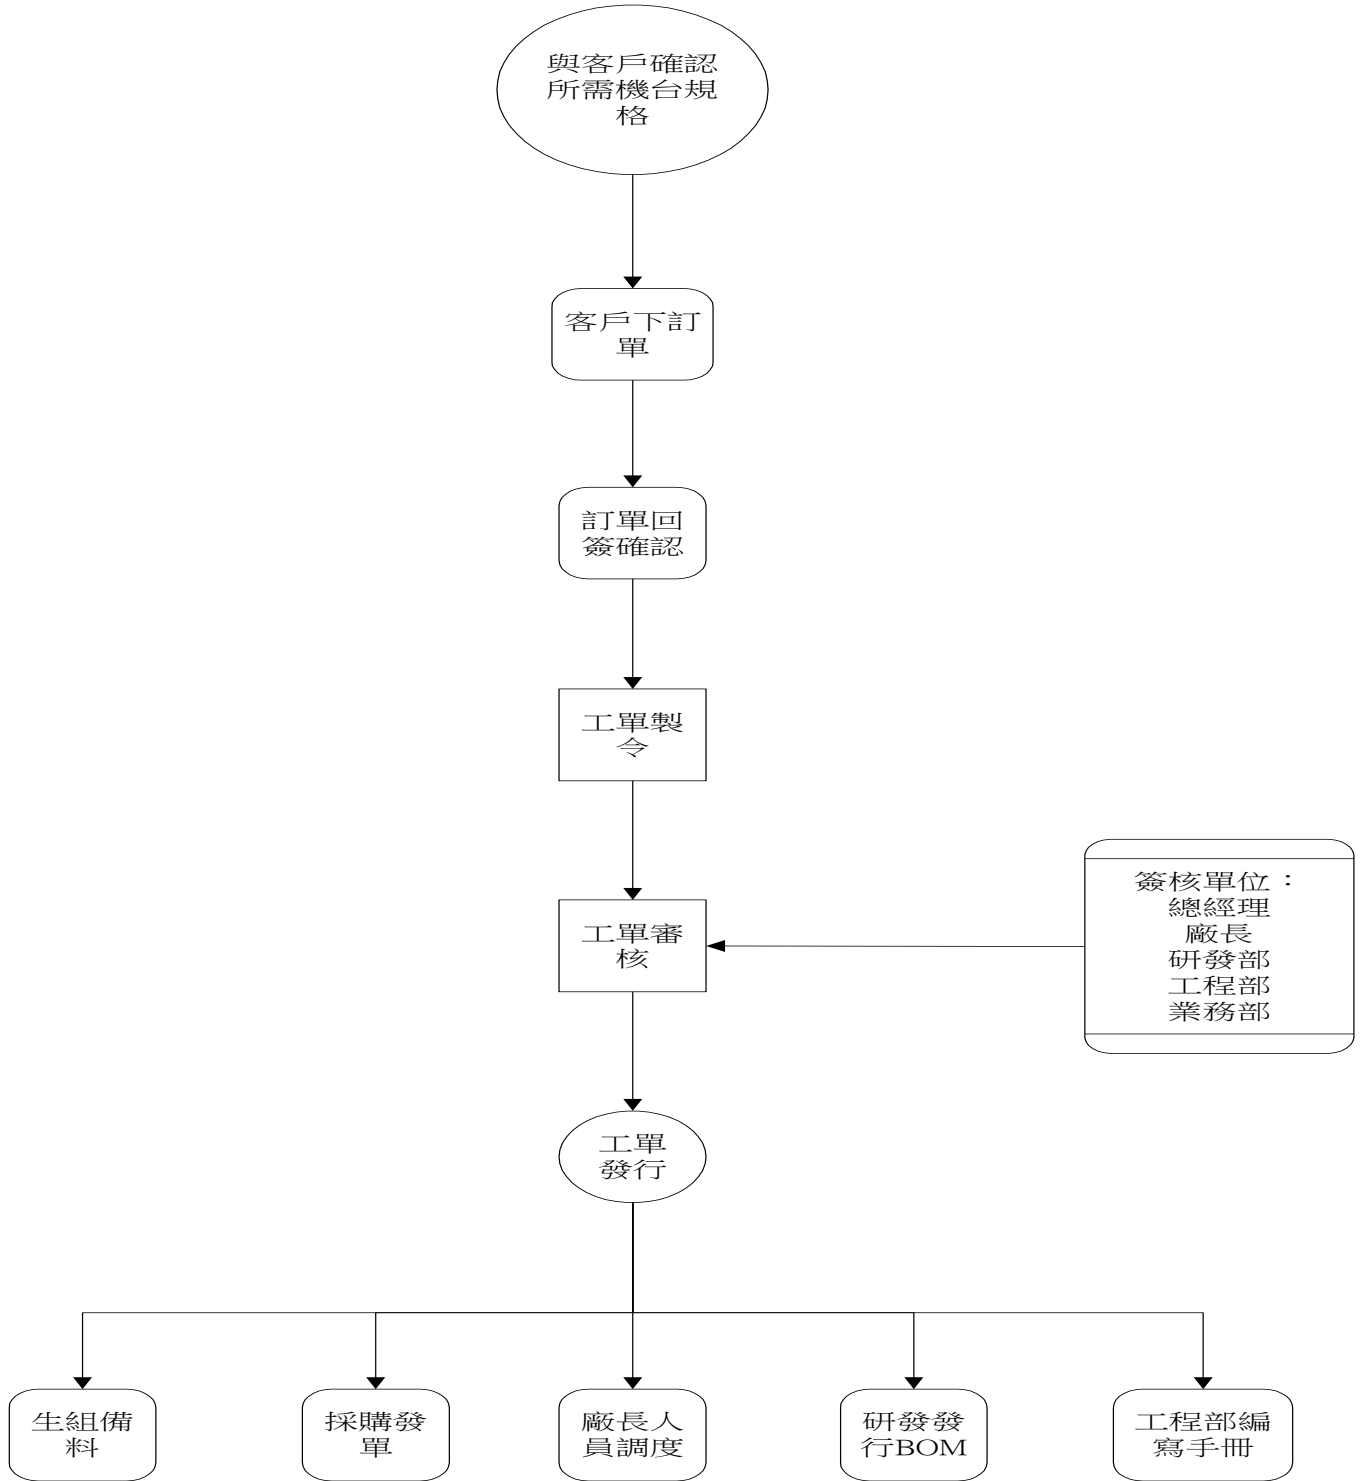 與客戶確認
所需機台規
格
客戶下訂
單
訂單回
簽確認
工單製
令
工單審
核
簽核單位：
總經理
廠長
研發部
工程部
業務部
工單
發行
生組備
料
採購發
單
廠長人
員調度
研發發
行BOM
工程部編
寫手冊